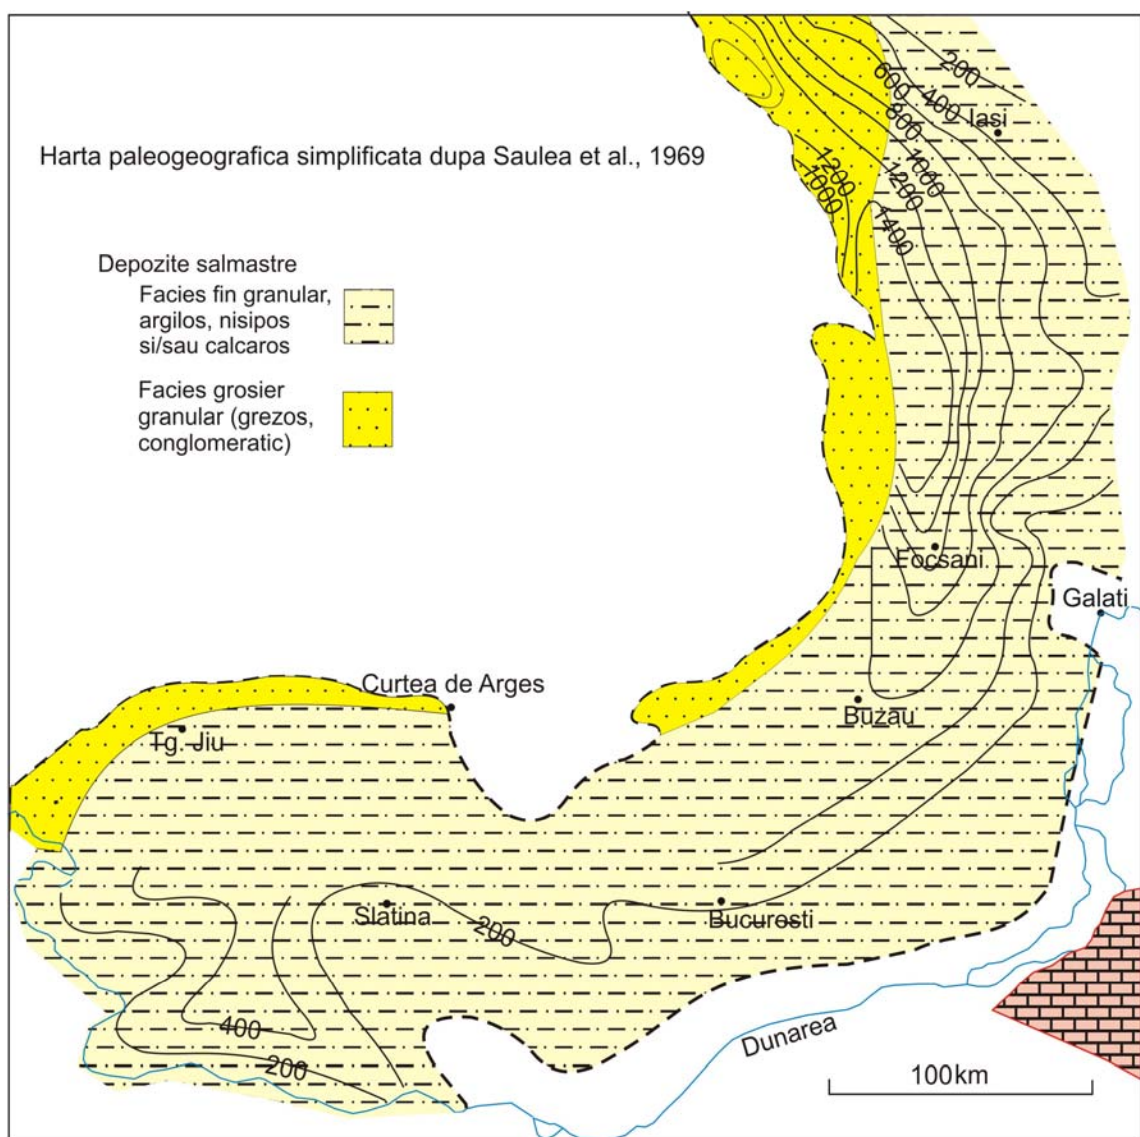 Harta paleogeografica simplificata dupa Saulea et al., 1969
Depozite salmastre
Facies fin granular,
argilos, nisipos
si/sau calcaros
Facies grosier
granular (grezos,
conglomeratic)
200
600
400
Iasi
800
1000
1200
1200
1000
1400
Focsani
Galati
Curtea de Arges
Buzau
Tg. Jiu
Slatina
200
Bucuresti
400
200
Dunarea
100km